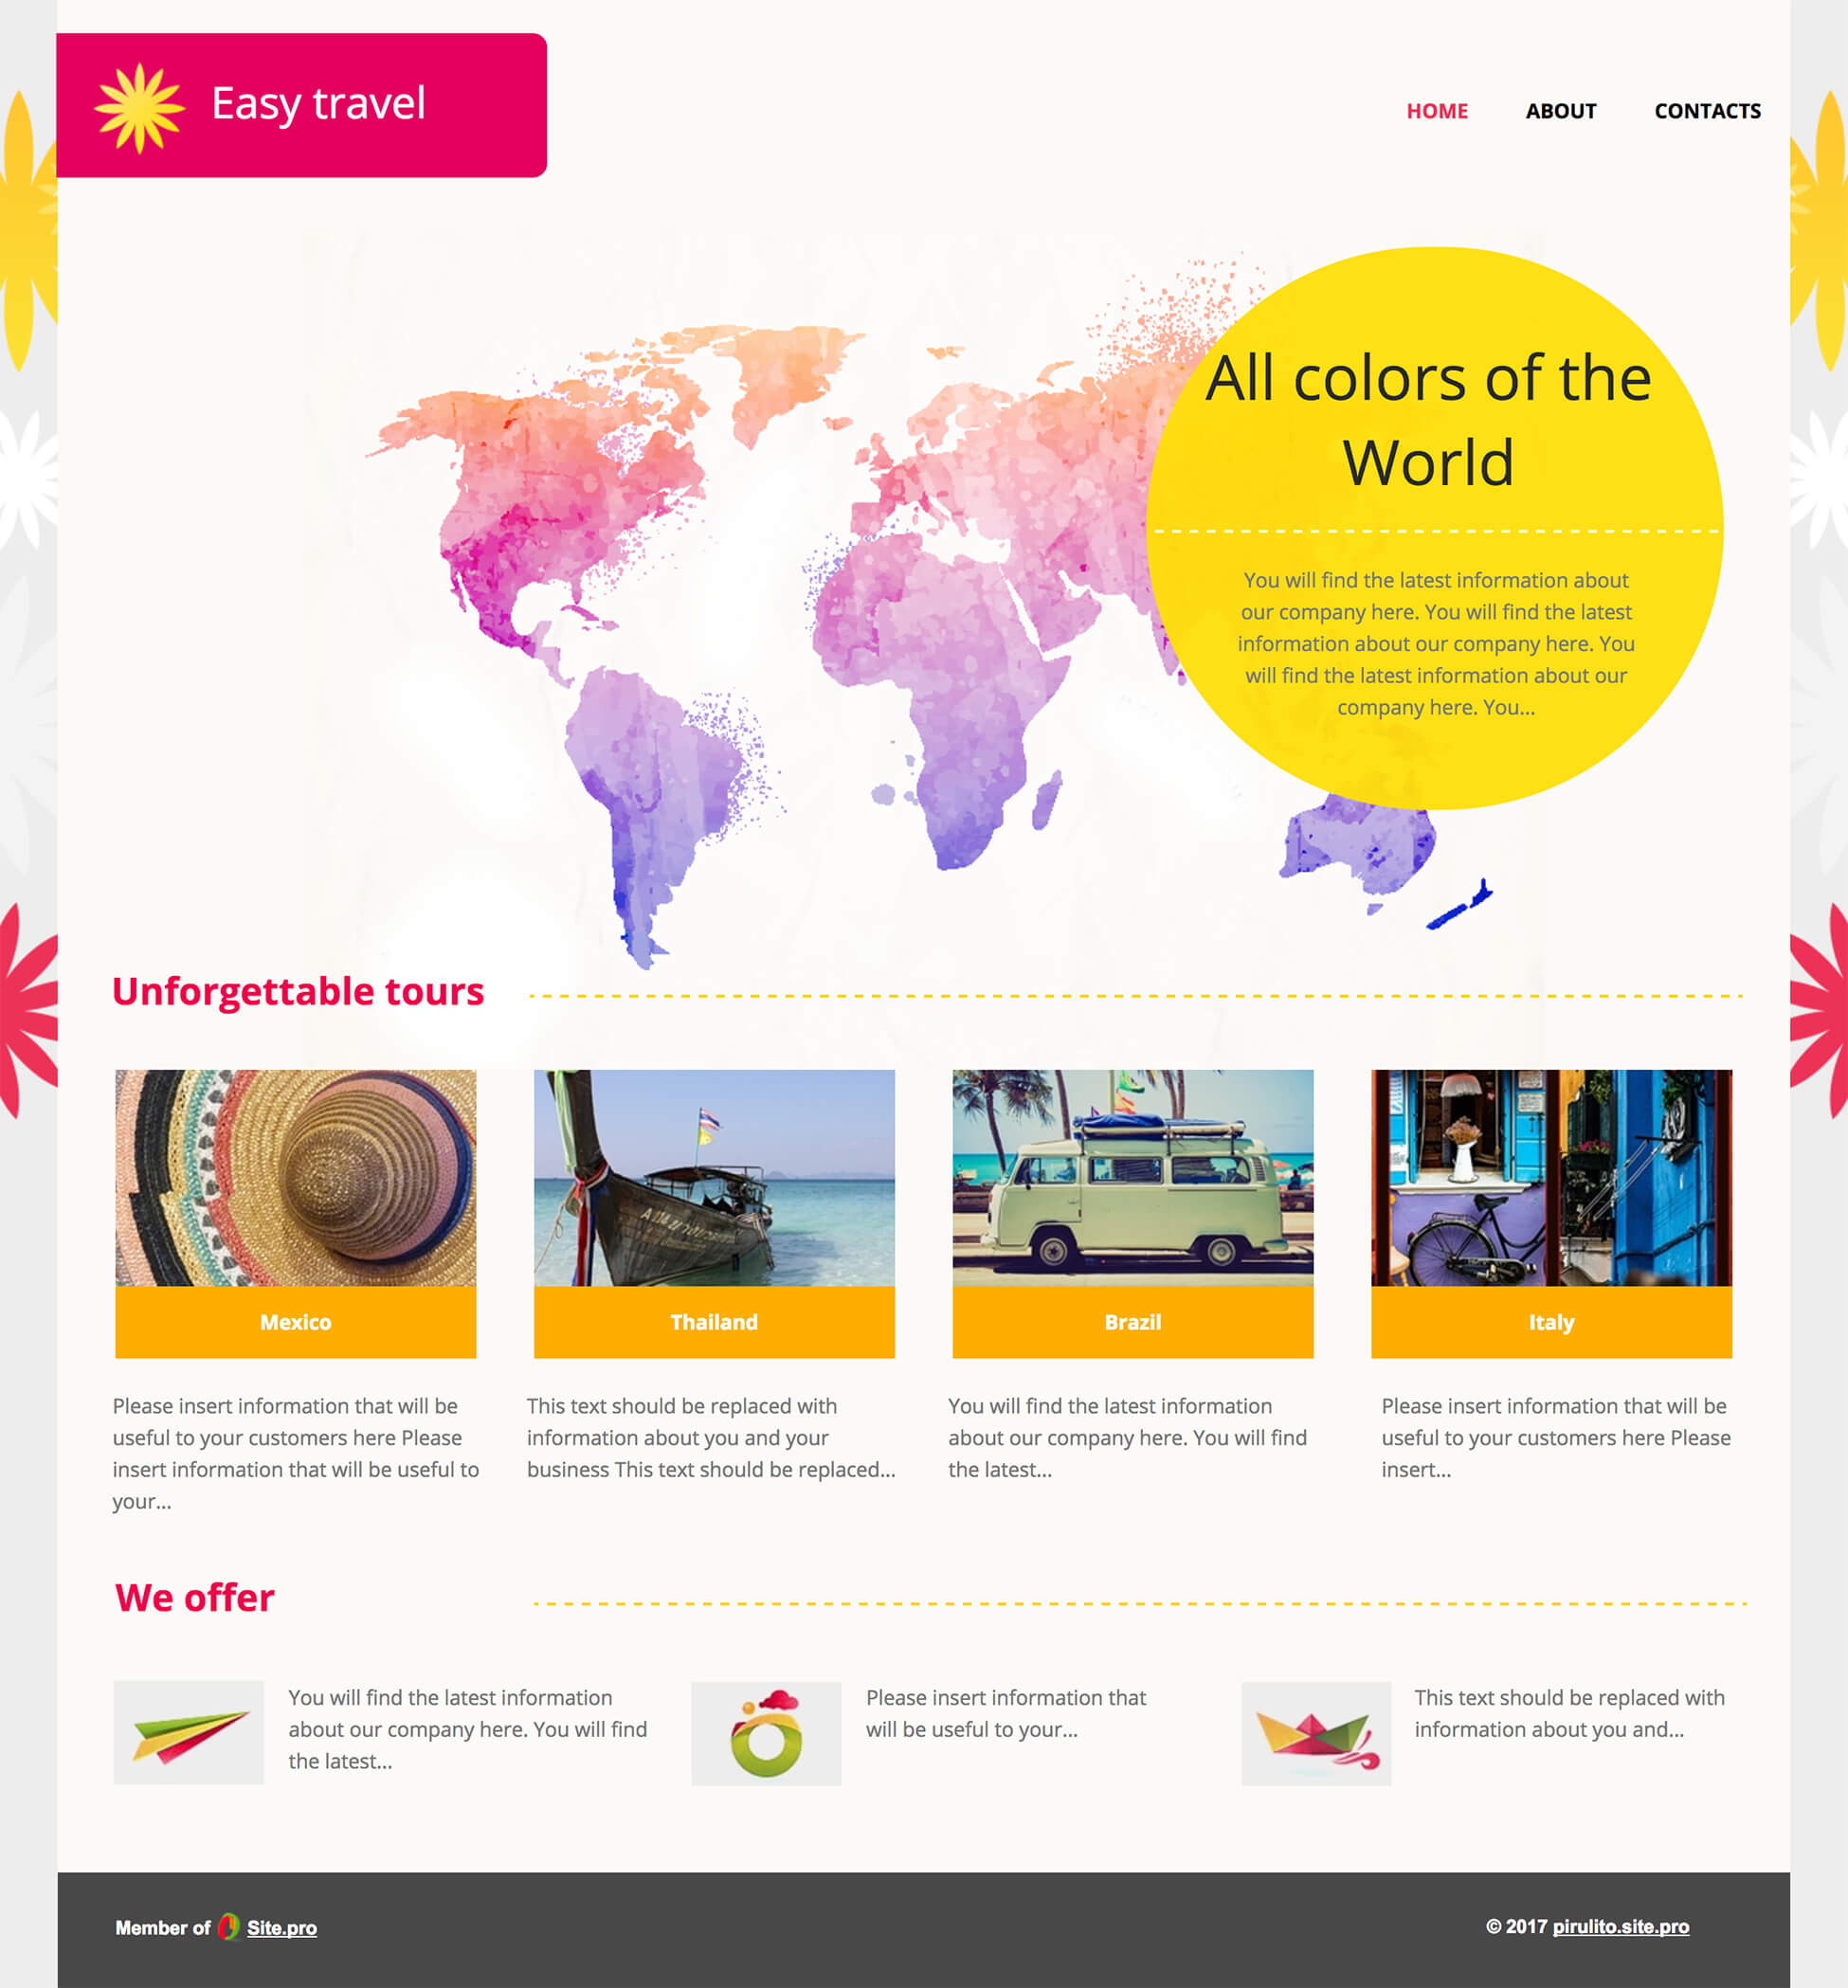 Easy travel
HOME ABOUT CONTACTS
All colors of the
World
You will find the latest information about
our company here. You will find the latest
information about our company here. You
will find the latest information about our
company here. You...
Unforgettable tours
Mexico
Thailand
Brazil
Italy
Please insert information that will be
useful to your customers here Please
insert information that will be useful to
your...
This text should be replaced with
information about you and your
business This text should be replaced...
You will find the latest information
about our company here. You will find
the latest...
Please insert information that will be
useful to your customers here Please
insert...
We offer
You will find the latest information
about our company here. You will find
the latest...
Please insert information that
will be useful to your...
This text should be replaced with
information about you and...
Member of Site.pro
© 2017 pirulito.site.pro